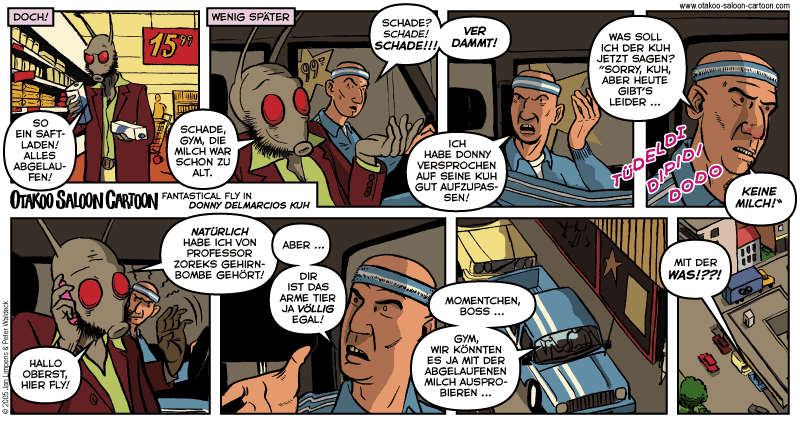 www.otakoo-saloon-cartoon.com
DOCH!
15.99
SO
EIN SAFT-
LADEN!
ALLES
ABGELAU-
FEN!
WENIG SPÄTER
SCHADE?
SCHADE!
SCHADE!!!
99
SCHADE,
GYM, DIE
MILCH WAR
SCHON ZU
ALT.
VER
DAMMT!
ICH
HABE DONNY
VERSPROCHEN
AUF SEINE KUH
GUT AUFZUPAS-
SEN!
WAS SOLL
ICH DER KUH
JETZT SAGEN?
"SORRY, KUH,
ABER HEUTE
GIBT'S
LEIDER ...
TÜDELDI
DIPIDI
DODO
KEINE
MILCH!"
OTAKOO SALOON CARTOON
FANTASTICAL FLY IN
DONNY DELMARCIOS KUH
NATÜRLICH
HABE ICH VON
PROFESSOR
ZOREKS GEHIRN-
BOMBE GEHÖRT!
HALLO
OBERST,
HIER FLY!
ABER ...
DIR
IST DAS
ARME TIER
JA VÖLLIG
EGAL!
MOMENTCHEN,
BOSS ...
GYM,
WIR KÖNNTEN
ES JA MIT DER
ABGELAUFENEN
MILCH AUSPRO-
BIEREN ...
MIT DER
WAS!??!
© 2005 Jan Limpens & Peter Waldeck